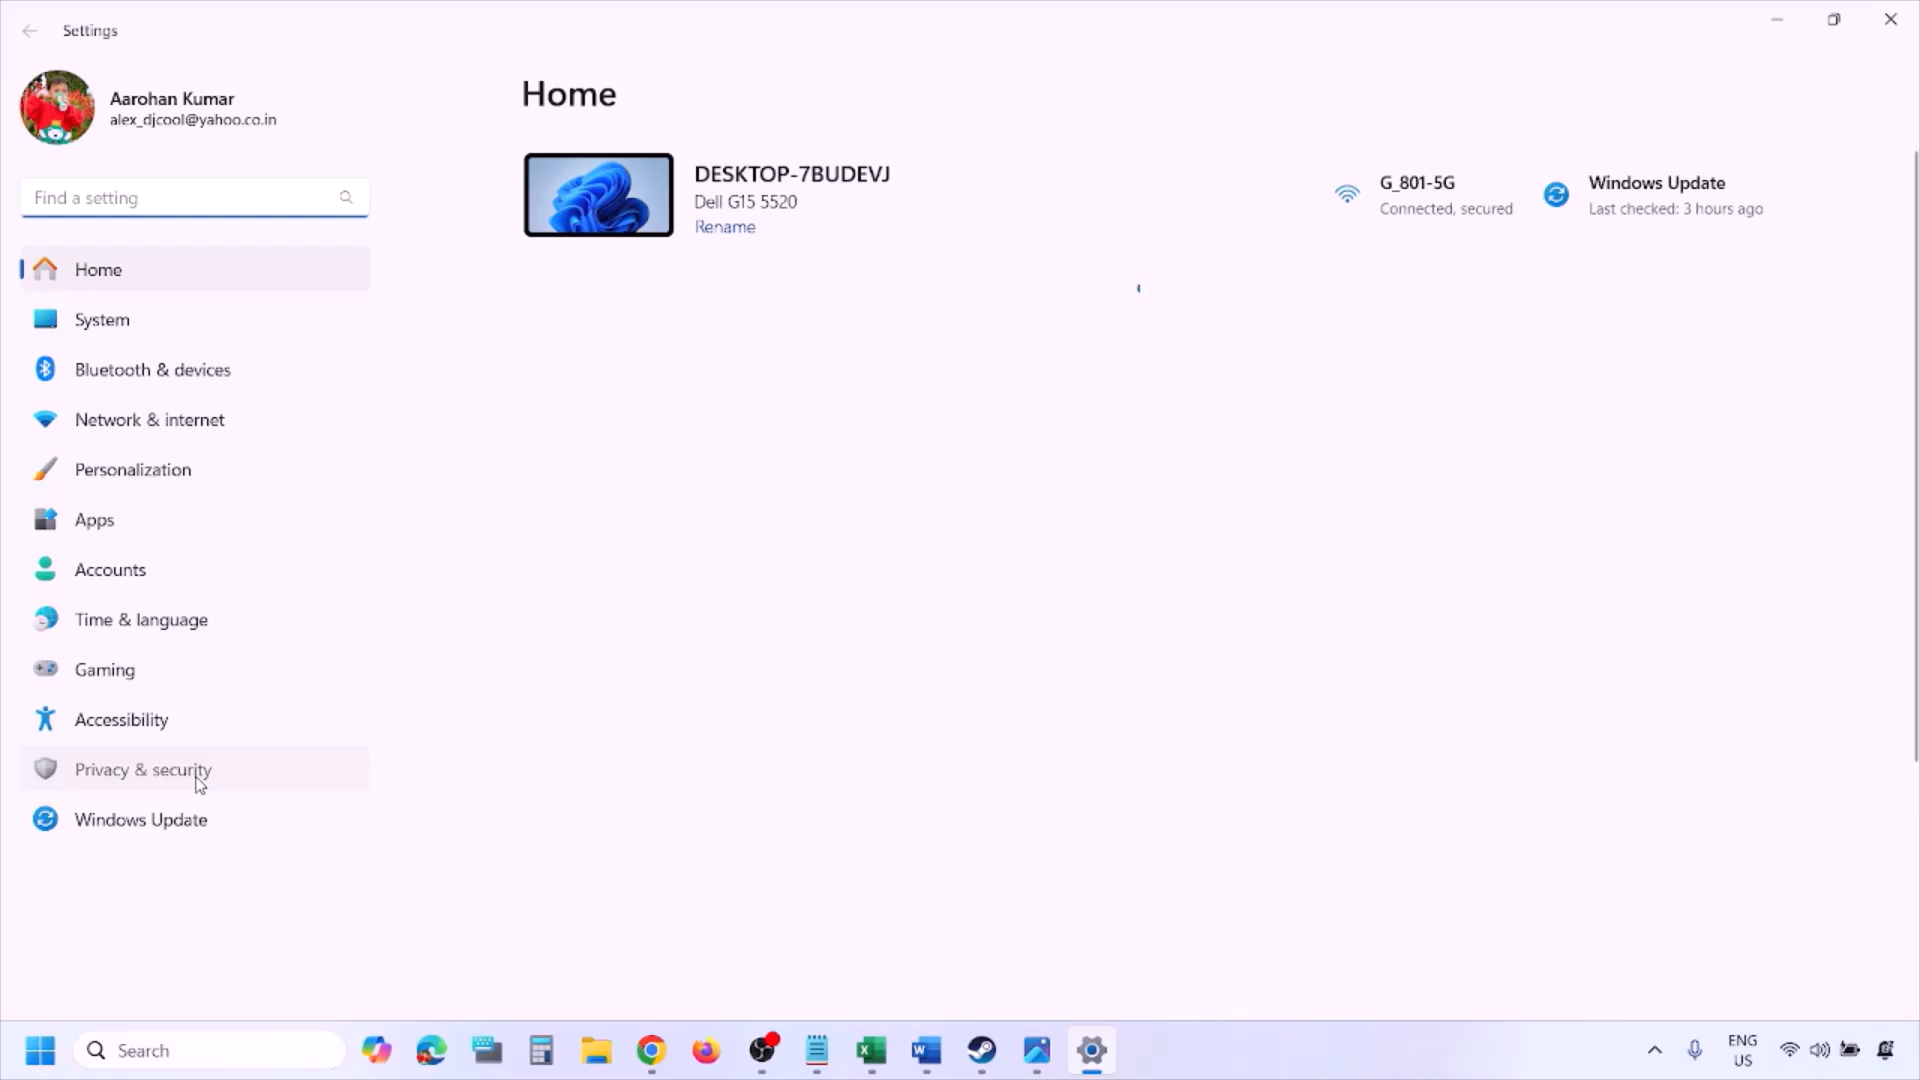 Settings
Aarohan Kumar
alex_djcool@yahoo.co.in
Find a setting
Home
System
Bluetooth & devices
Network & internet
Personalization
Apps
Accounts
Time & language
Gaming
Accessibility
Privacy & security
Windows Update
Home
DESKTOP-7BUDEVJ
Dell G15 5520
Rename
G_801-5G
Connected, secured
Windows Update
Last checked: 3 hours ago
Search
ENG
US